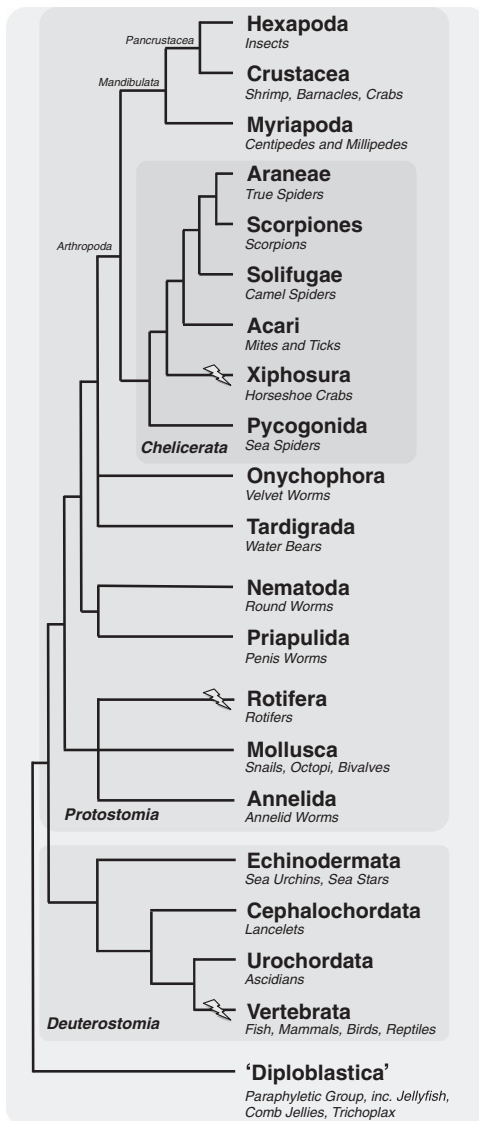 Pancrustacea
Hexapoda
Insects
Mandibulata
Crustacea
Shrimp, Barnacles, Crabs
Myriapoda
Centipedes and Millipedes
Araneae
True Spiders
Scorpiones
Scorpions
Arthropoda
Solifugae
Camel Spiders
Acari
Mites and Ticks
Xiphosura
Horseshoe Crabs
Pycogonida
Sea Spiders
Chelicerata
Onychophora
Velvet Worms
Tardigrada
Water Bears
Nematoda
Round Worms
Priapulida
Penis Worms
Rotifera
Rotifers
Mollusca
Snails, Octopi, Bivalves
Annelida
Annelid Worms
Protostomia
Echinodermata
Sea Urchins, Sea Stars
Cephalochordata
Lancelets
Urochordata
Ascidians
Vertebrata
Fish, Mammals, Birds, Reptiles
Deuterostomia
‘Diploblastica’
Paraphyletic Group, inc. Jellyfish,
Comb Jellies, Trichoplax